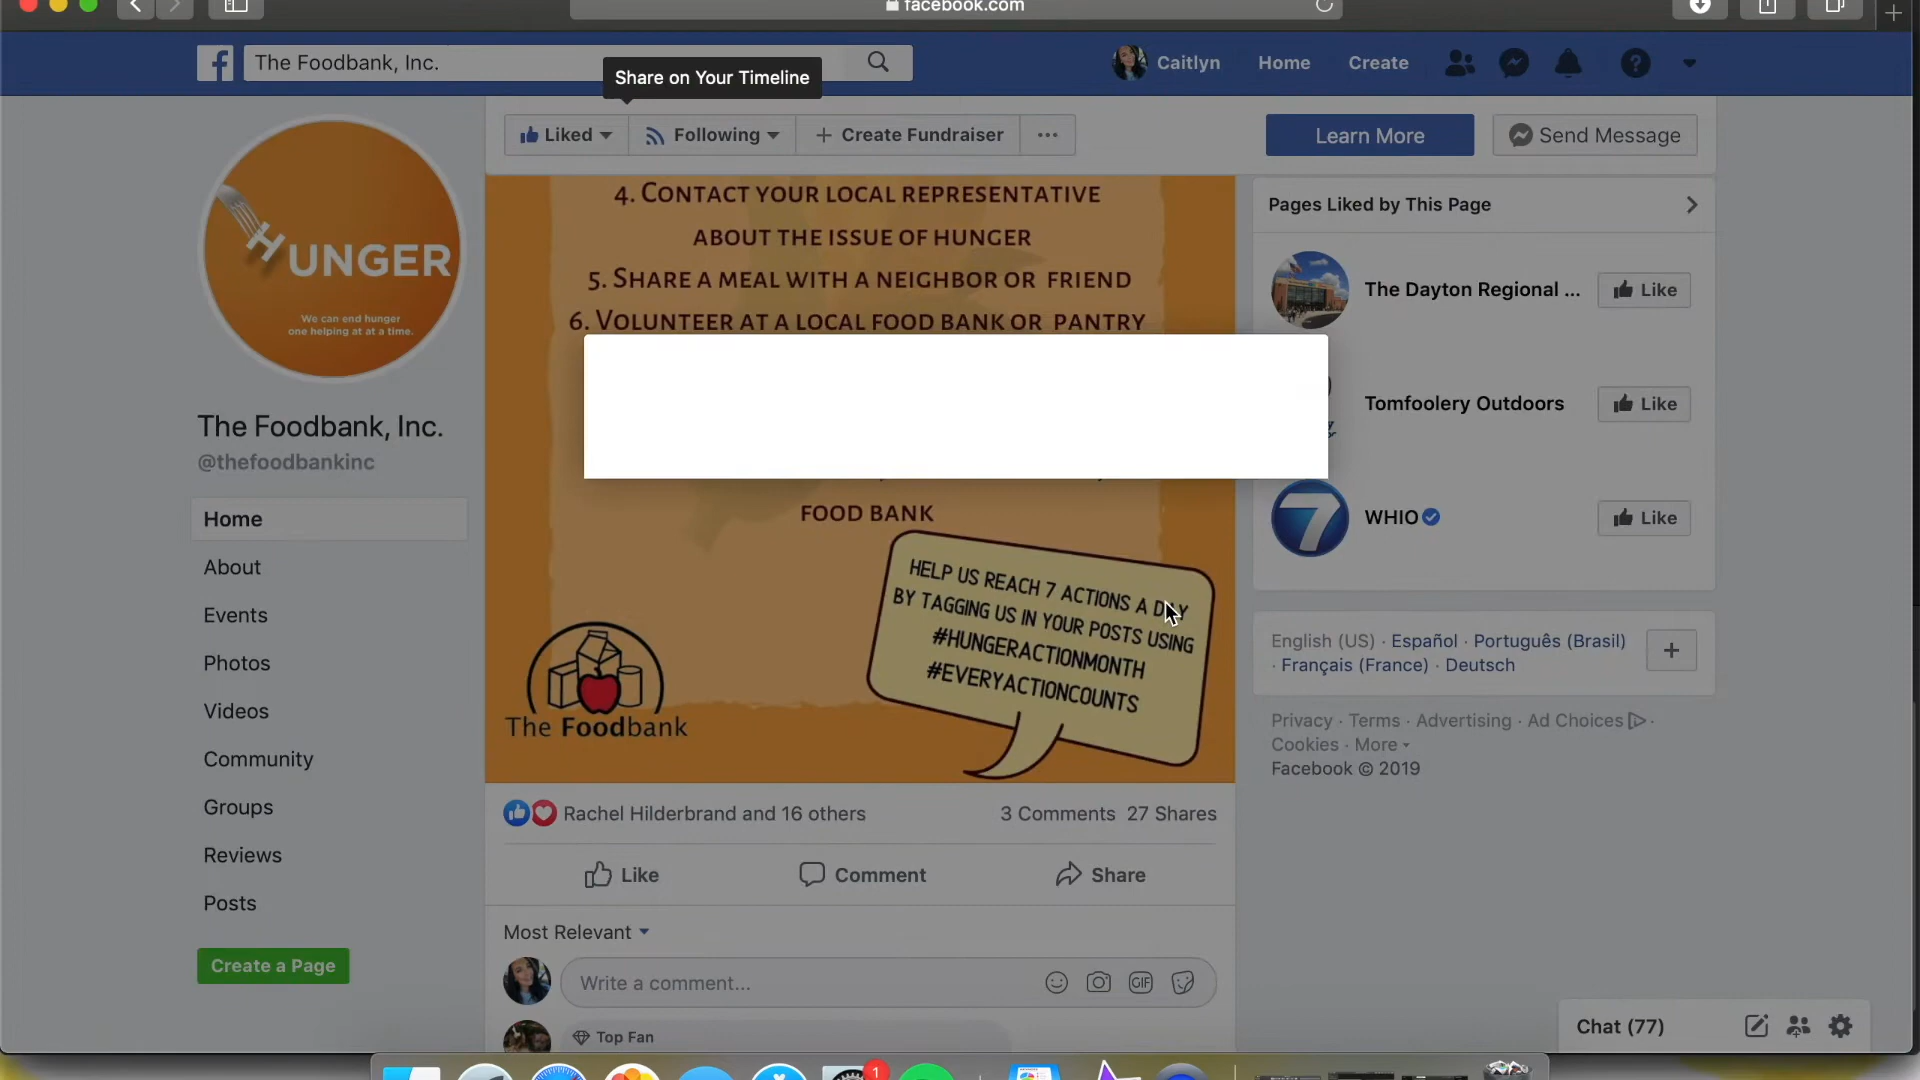 facebook.com
The Foodbank, Inc.
Share on Your Timeline
Caitlyn
Home
Create
Liked
Following
Create Fundraiser
Learn More
Send Message
HUNGER
We can end hunger
one helping at at a time.
The Foodbank, Inc.
@thefoodbankinc
Home
About
Events
Photos
Videos
Community
Groups
Reviews
Posts
Create a Page
4. CONTACT YOUR LOCAL REPRESENTATIVE
ABOUT THE ISSUE OF HUNGER
5. SHARE A MEAL WITH A NEIGHBOR OR FRIEND
6. VOLUNTEER AT A LOCAL FOOD BANK OR PANTRY
FOOD BANK
HELP US REACH 7 ACTIONS A DAY
BY TAGGING US IN YOUR POSTS USING
#HUNGERACTIONMONTH
#EVERYACTIONCOUNTS
The Foodbank
Rachel Hilderbrand and 16 others
3 Comments 27 Shares
Like
Comment
Share
Most Relevant
Write a comment...
GIF
Top Fan
Pages Liked by This Page
The Dayton Regional ...
Like
Tomfoolery Outdoors
Like
7
WHIO
Like
English (US) · Español · Português (Brasil)
· Français (France) · Deutsch
Privacy · Terms · Advertising · Ad Choices ·
Cookies · More
Facebook © 2019
Chat (77)
1